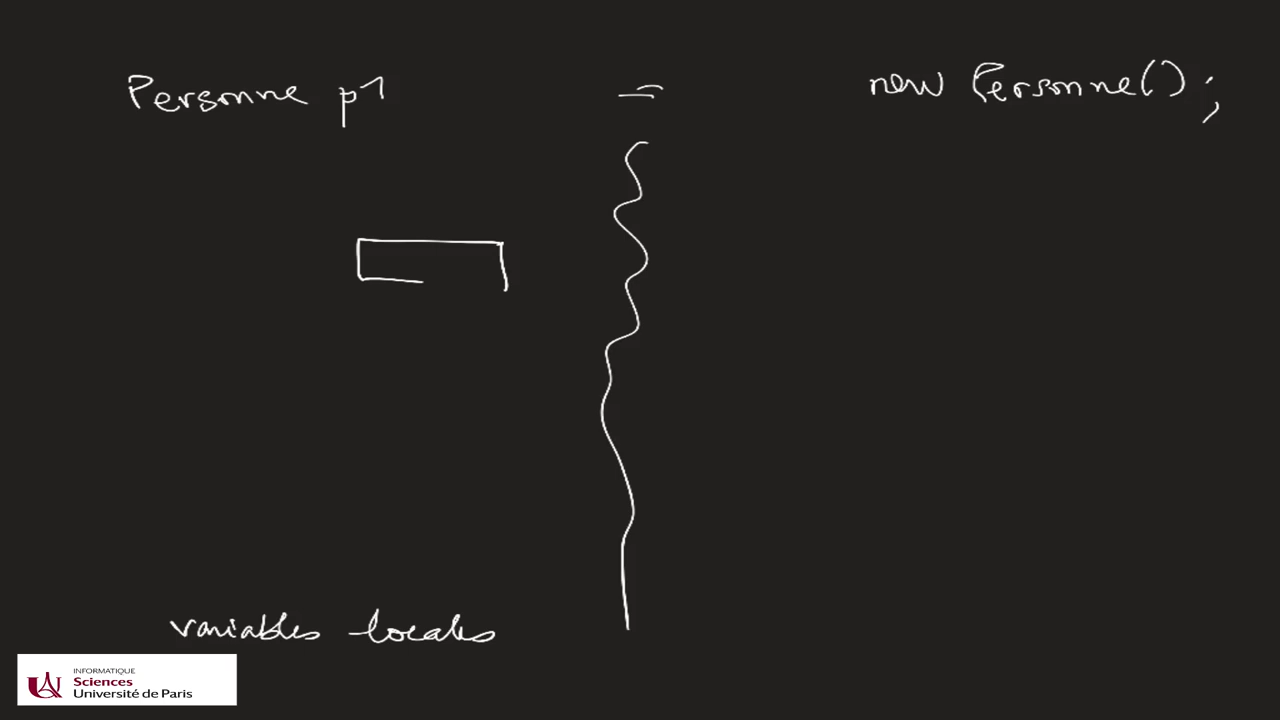 Personne p1 = new Personne();
variables locales
INFORMATIQUE
Sciences
Université de Paris